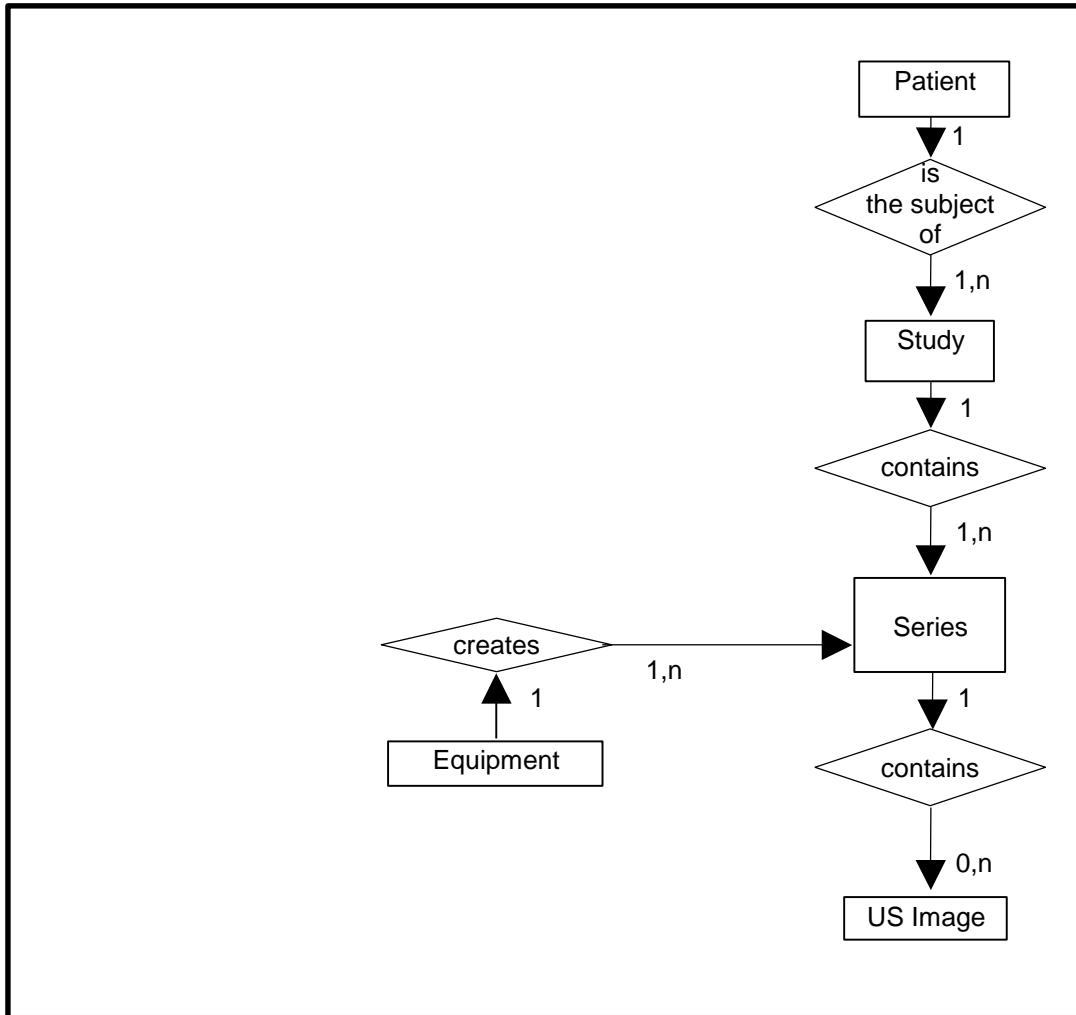 Patient
1
is
the subject
of
1,n
Study
1
contains
1,n
Series
creates
1,n
1
1
Equipment
contains
0,n
US Image